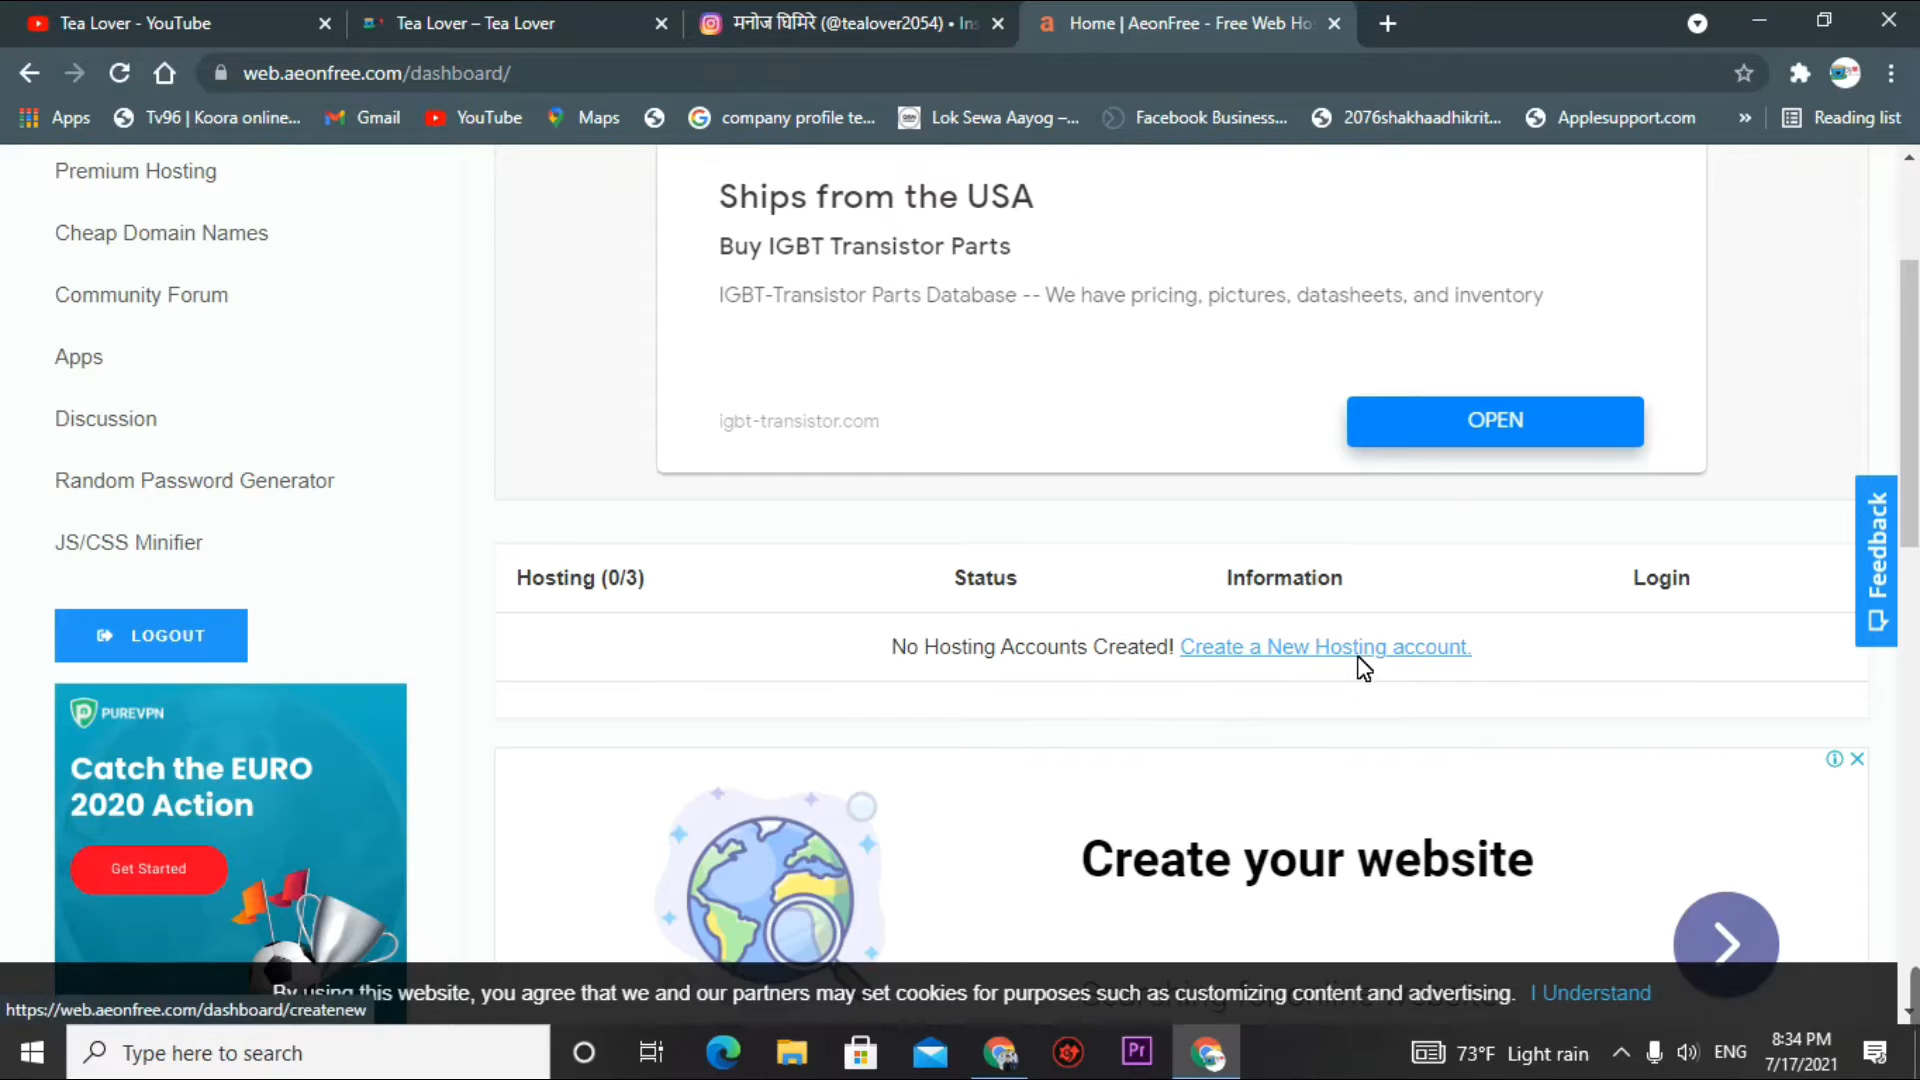 Tea Lover - YouTube
Tea Lover – Tea Lover
मनोज घिमिरे (@tealover2054) • Ins
Home | AeonFree - Free Web Ho
web.aeonfree.com/dashboard/
Apps
Tv96 | Koora online...
Gmail
YouTube
Maps
company profile te...
Lok Sewa Aayog –...
Facebook Business...
2076shakhaadhikrit...
Applesupport.com
»
Reading list
Premium Hosting
Cheap Domain Names
Community Forum
Apps
Discussion
Random Password Generator
JS/CSS Minifier
LOGOUT
Ships from the USA
Buy IGBT Transistor Parts
IGBT-Transistor Parts Database -- We have pricing, pictures, datasheets, and inventory
igbt-transistor.com
OPEN
Feedback
Hosting (0/3)
Status
Information
Login
No Hosting Accounts Created! Create a New Hosting account.
PUREVPN
Catch the EURO
2020 Action
Get Started
Create your website
By using this website, you agree that we and our partners may set cookies for purposes such as customizing content and advertising. I Understand
https://web.aeonfree.com/dashboard/createnew
Type here to search
Pr
73°F Light rain
ENG
8:34 PM
7/17/2021